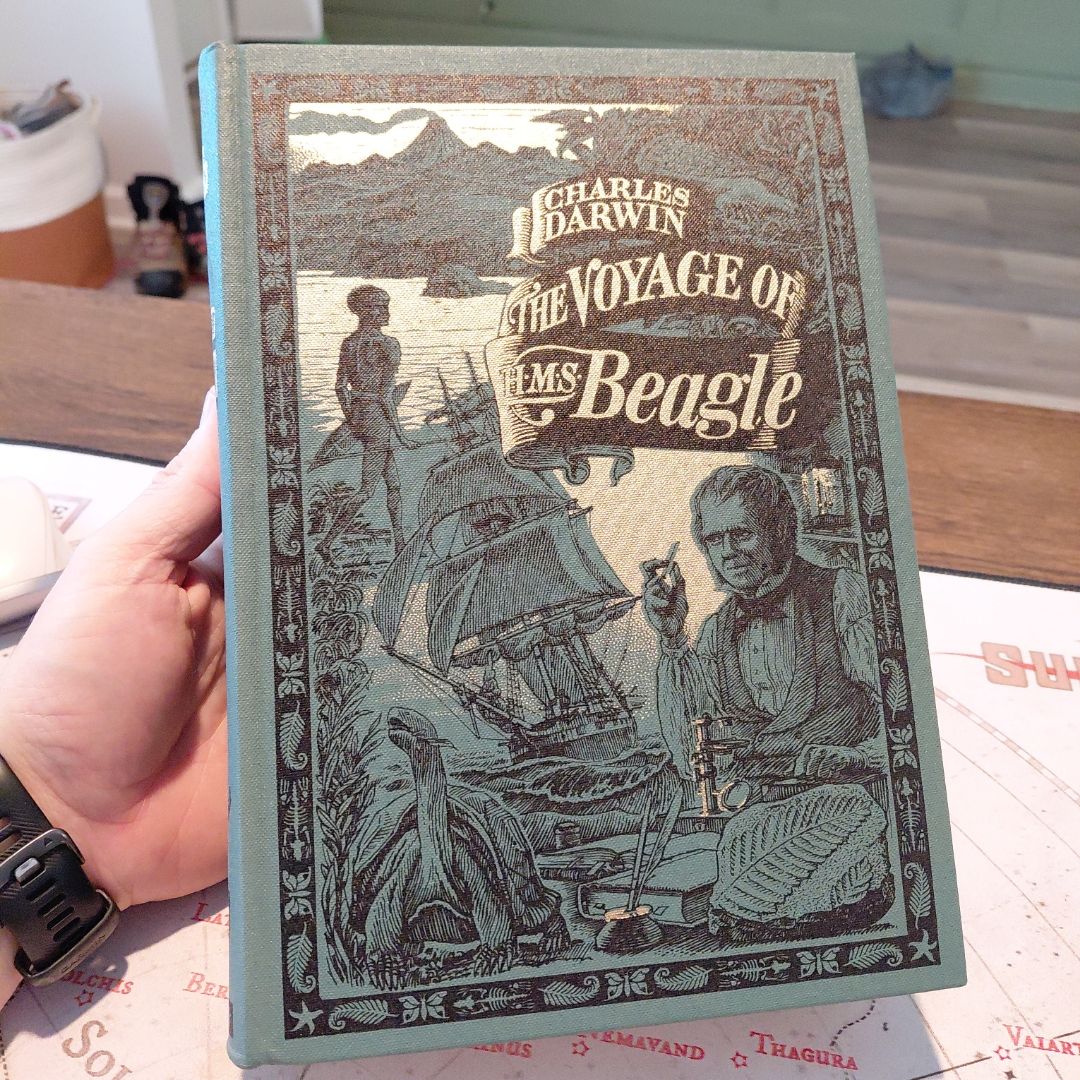 CHARLES
DARWIN
THE VOYAGE OF
H·M·S· Beagle
THAGURA